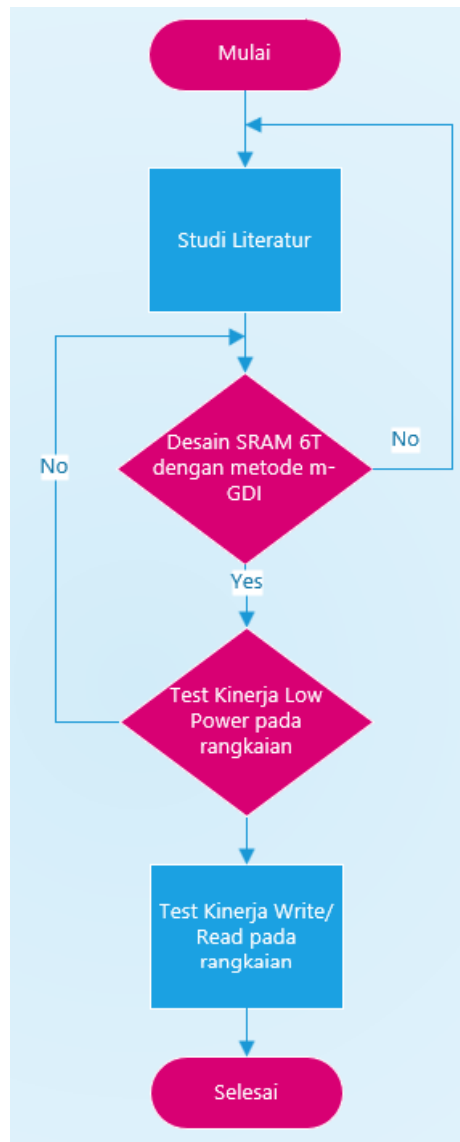 Mulai
Studi Literatur
Desain SRAM 6T
dengan metode m-
GDI
No
No
Yes
Test Kinerja Low
Power pada
rangkaian
Test Kinerja Write/
Read pada
rangkaian
Selesai